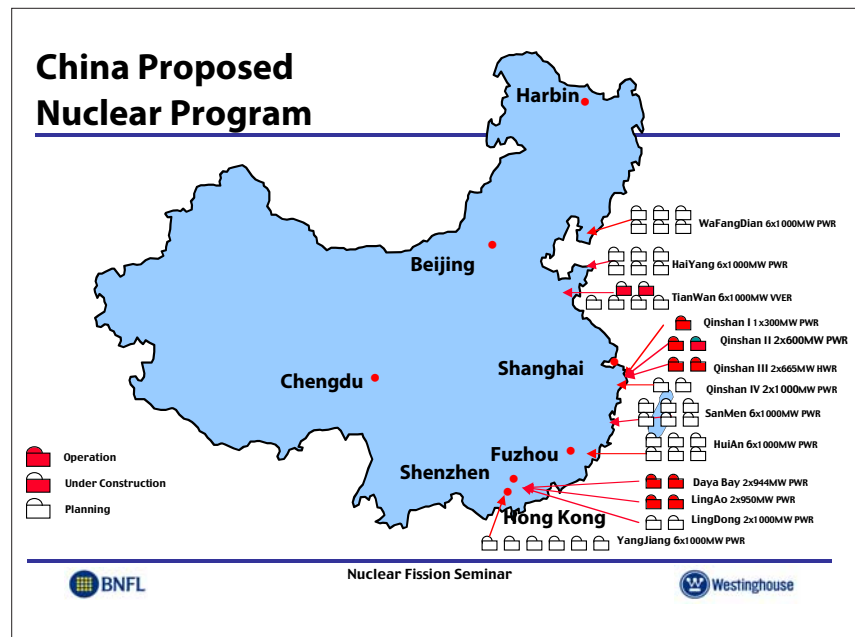 China Proposed
Nuclear Program
Harbin
WaFangDian 6x1000MW PWR
Beijing
HaiYang 6x1000MW PWR
TianWan 6x1000MW VVER
Qinshan I 1x300MW PWR
Qinshan II 2x600MW PWR
Shanghai
Qinshan III 2x665MW HWR
Chengdu
Qinshan IV 2x1000MW PWR
SanMen 6x1000MW PWR
HuiAn 6x1000MW PWR
Fuzhou
Operation
Shenzhen
Under Construction
Daya Bay 2x944MW PWR
LingAo 2x950MW PWR
Planning
Hong Kong
LingDong 2x1000MW PWR
YangJiang 6x1000MW PWR
Nuclear Fission Seminar
BNFL
Westinghouse